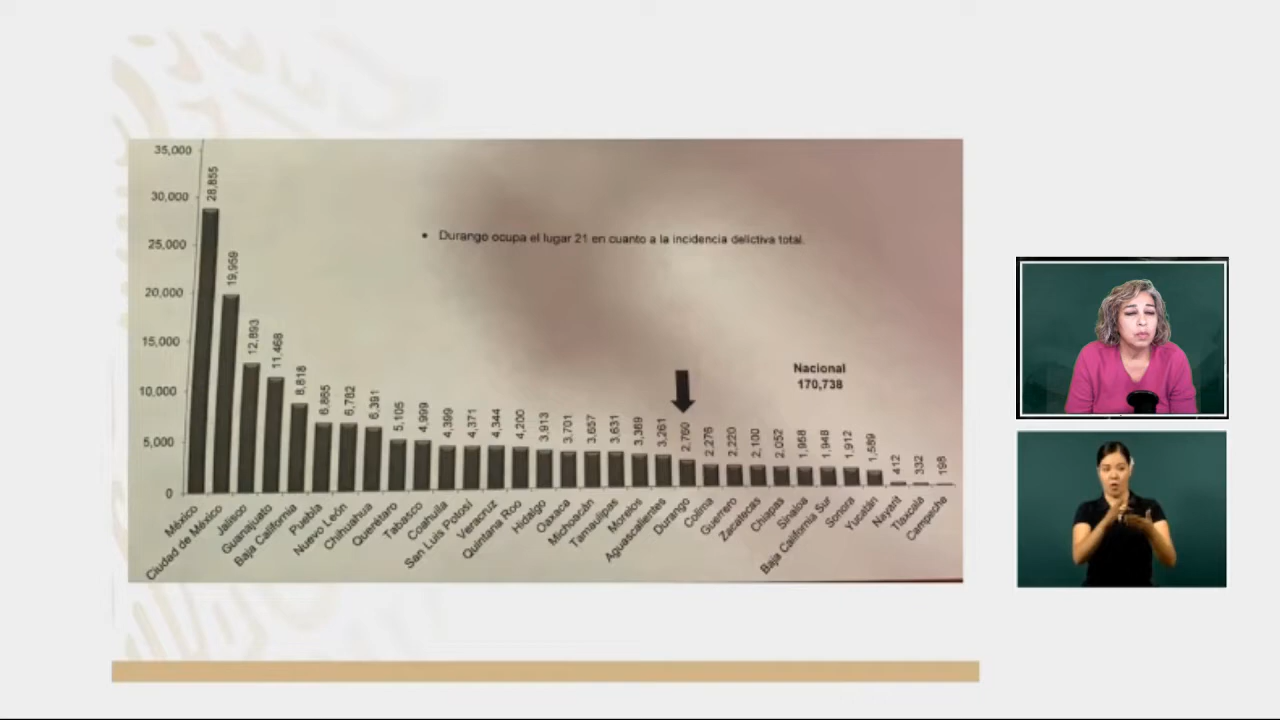 35,000
30,000
25,000
20,000
15,000
10,000
5,000
0
28,855
19,959
12,893
11,468
8,818
6,865
6,782
6,391
5,105
4,999
4,399
4,371
4,344
4,200
3,913
3,701
3,657
3,631
3,369
3,261
2,760
2,276
2,220
2,100
2,052
1,958
1,948
1,912
1,589
412
332
198
• Durango ocupa el lugar 21 en cuanto a la incidencia delictiva total.
Nacional
170,738
México
Ciudad de México
Jalisco
Guanajuato
Baja California
Puebla
Nuevo León
Chihuahua
Querétaro
Tabasco
Coahuila
San Luis Potosí
Veracruz
Quintana Roo
Hidalgo
Oaxaca
Michoacán
Tamaulipas
Morelos
Aguascalientes
Durango
Colima
Guerrero
Zacatecas
Chiapas
Sinaloa
Baja California Sur
Sonora
Yucatán
Nayarit
Tlaxcala
Campeche